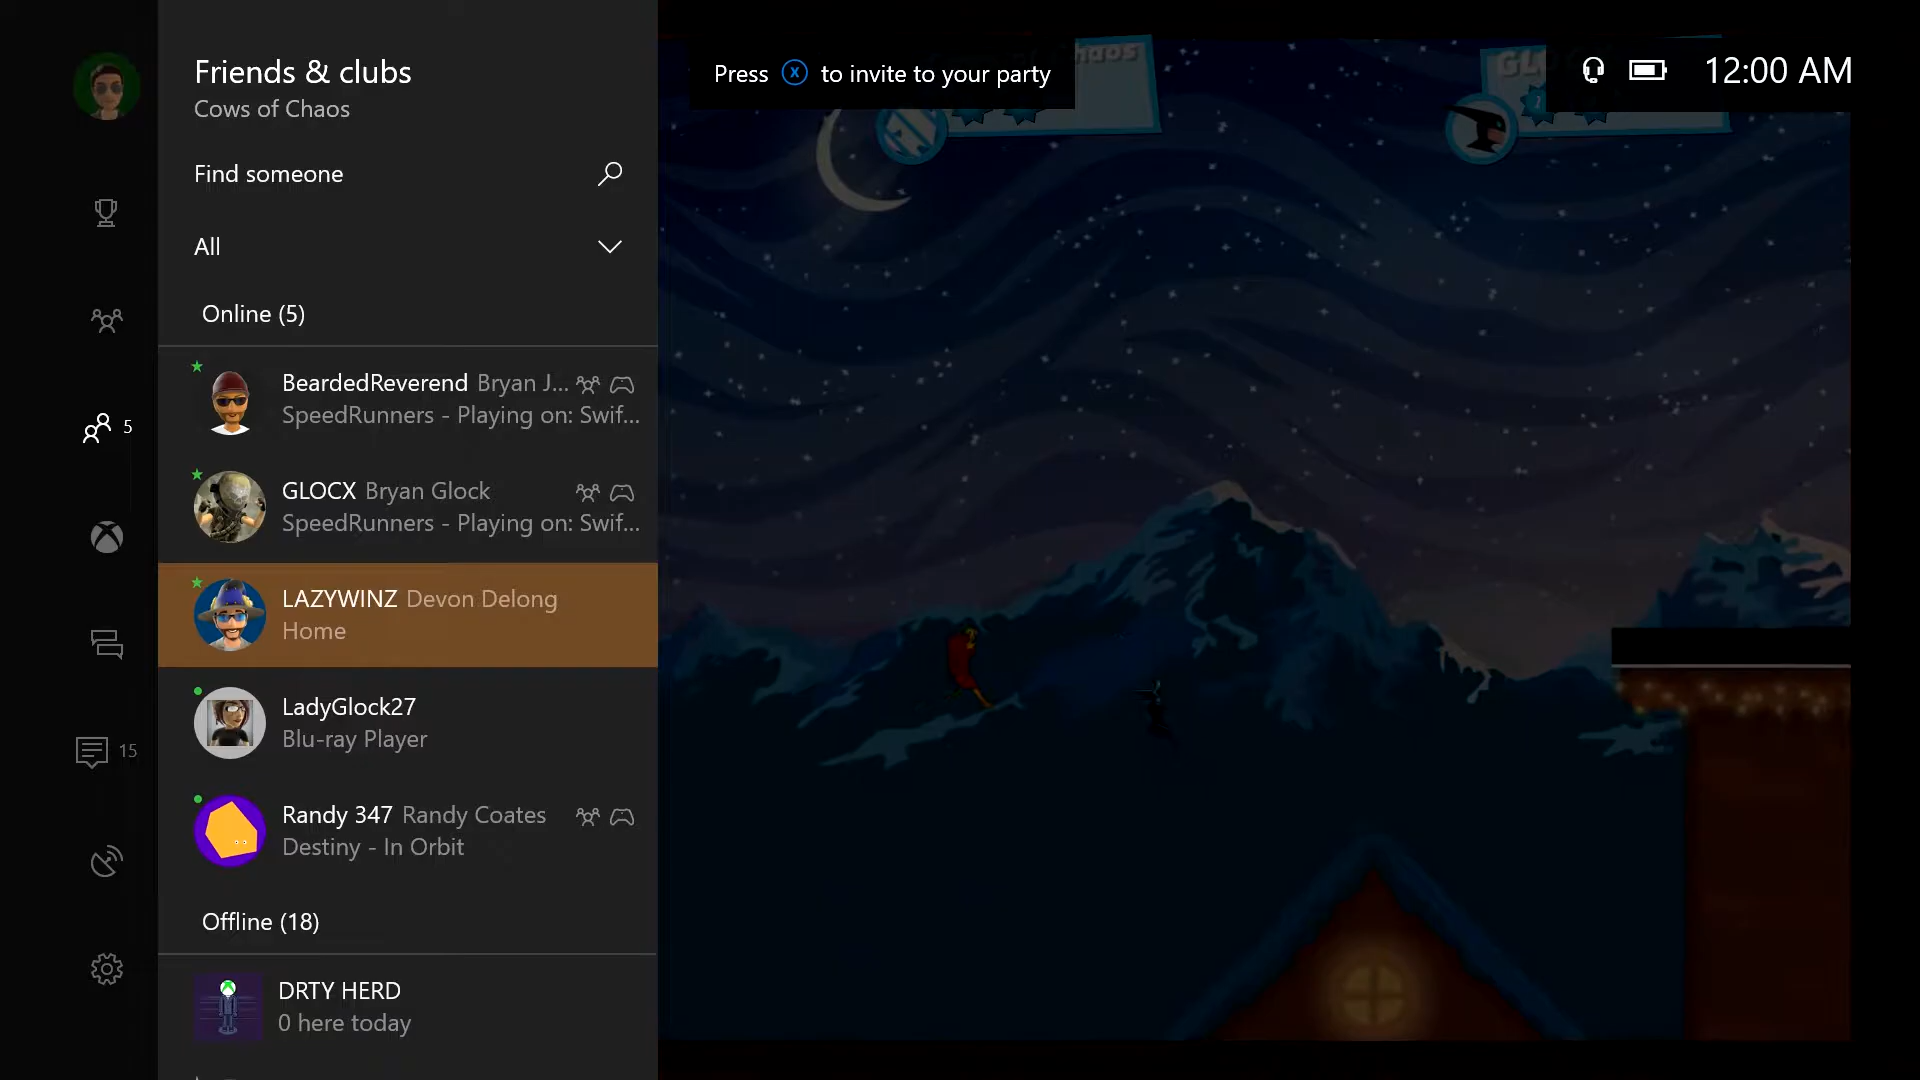 Friends & clubs
Cows of Chaos
Find someone
All
Online (5)
BeardedReverend Bryan J...
SpeedRunners - Playing on: Swif...
GLOCX Bryan Glock
SpeedRunners - Playing on: Swif...
LAZYWINZ Devon Delong
Home
LadyGlock27
Blu-ray Player
Randy 347 Randy Coates
Destiny - In Orbit
Offline (18)
DRTY HERD
0 here today
5
15
Press X to invite to your party
12:00 AM